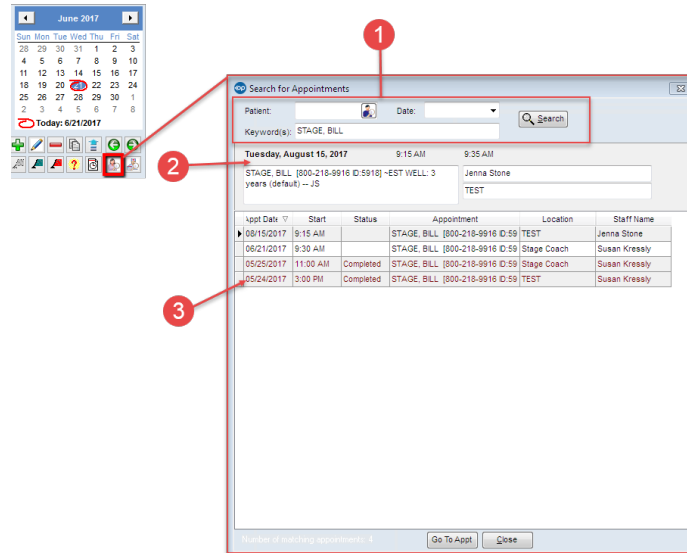 June 2017
Sun Mon Tue Wed Thu Fri Sat
28 29 30 31 1 2 3
4 5 6 7 8 9 10
11 12 13 14 15 16 17
18 19 20 21 22 23 24
25 26 27 28 29 30 1
2 3 4 5 6 7 8
Today: 6/21/2017
?
1
2
3
op Search for Appointments
Patient: Date: Search
Keyword(s): STAGE, BILL
Tuesday, August 15, 2017 9:15 AM 9:35 AM
STAGE, BILL [800-218-9916 ID:5918] ~EST WELL: 3 Jenna Stone
years (default) -- JS
TEST
Appt Date Start Status Appointment Location Staff Name
08/15/2017 9:15 AM STAGE, BILL [800-218-9916 ID:59 TEST Jenna Stone
06/21/2017 9:30 AM STAGE, BILL [800-218-9916 ID:59 Stage Coach Susan Kressly
05/25/2017 11:00 AM Completed STAGE, BILL [800-218-9916 ID:59 Stage Coach Susan Kressly
05/24/2017 3:00 PM Completed STAGE, BILL [800-218-9916 ID:59 TEST Susan Kressly
Number of matching appointments: 4 Go To Appt Close